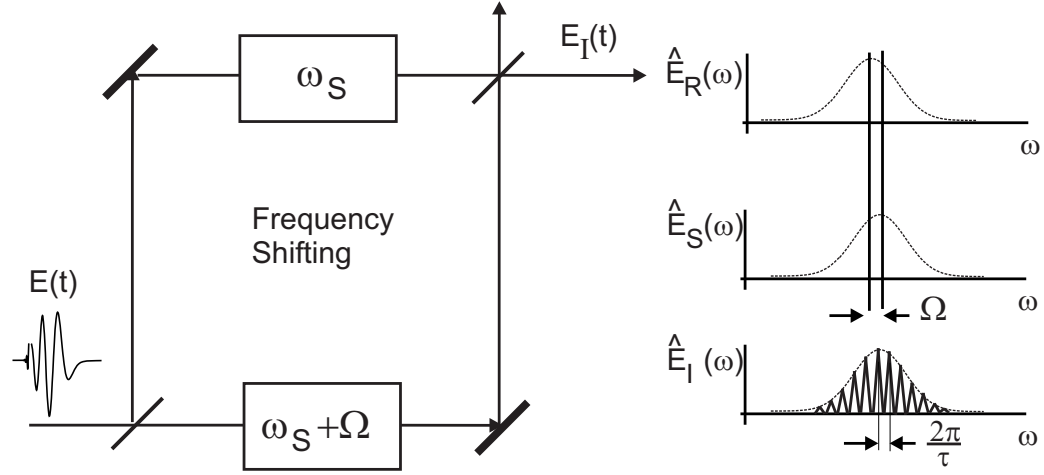 ω_S
E_I(t)
Frequency
Shifting
E(t)
ω_S+Ω
Ê_R(ω)
ω
Ê_S(ω)
ω
Ω
Ê_I (ω)
ω
2π
τ